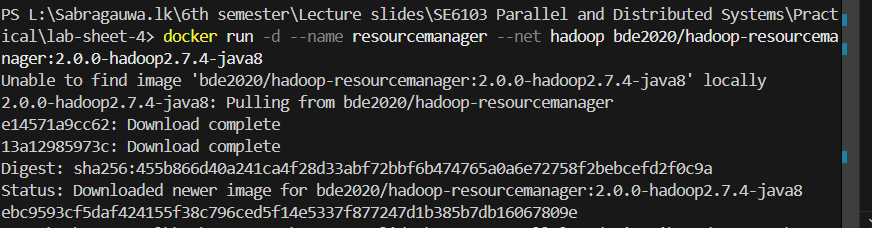 PS L:\Sabragauwa.lk\6th semester\Lecture slides\SE6103 Parallel and Distributed Systems\Pract
ical\lab-sheet-4> docker run -d --name resourcemanager --net hadoop bde2020/hadoop-resourcema
nager:2.0.0-hadoop2.7.4-java8
Unable to find image 'bde2020/hadoop-resourcemanager:2.0.0-hadoop2.7.4-java8' locally
2.0.0-hadoop2.7.4-java8: Pulling from bde2020/hadoop-resourcemanager
e14571a9cc62: Download complete
13a12985973c: Download complete
Digest: sha256:455b866d40a241ca4f28d33abf72bbf6b474765a0a6e72758f2bebcefd2f0c9a
Status: Downloaded newer image for bde2020/hadoop-resourcemanager:2.0.0-hadoop2.7.4-java8
ebc9593cf5daf424155f38c796ced5f14e5337f877247d1b385b7db16067809e